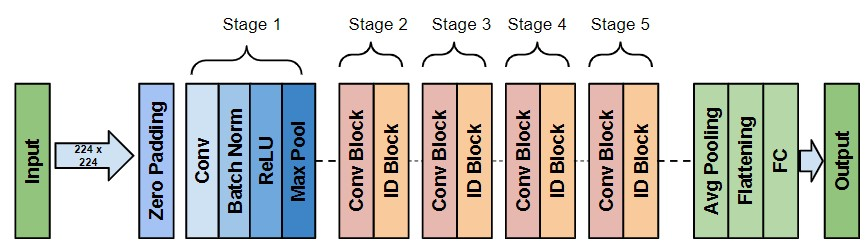 Stage 1
Stage 2
Stage 3
Stage 4
Stage 5
Input
224 x
224
Zero Padding
Conv
Batch Norm
ReLU
Max Pool
Conv Block
ID Block
Conv Block
ID Block
Conv Block
ID Block
Conv Block
ID Block
Avg Pooling
Flattening
FC
Output